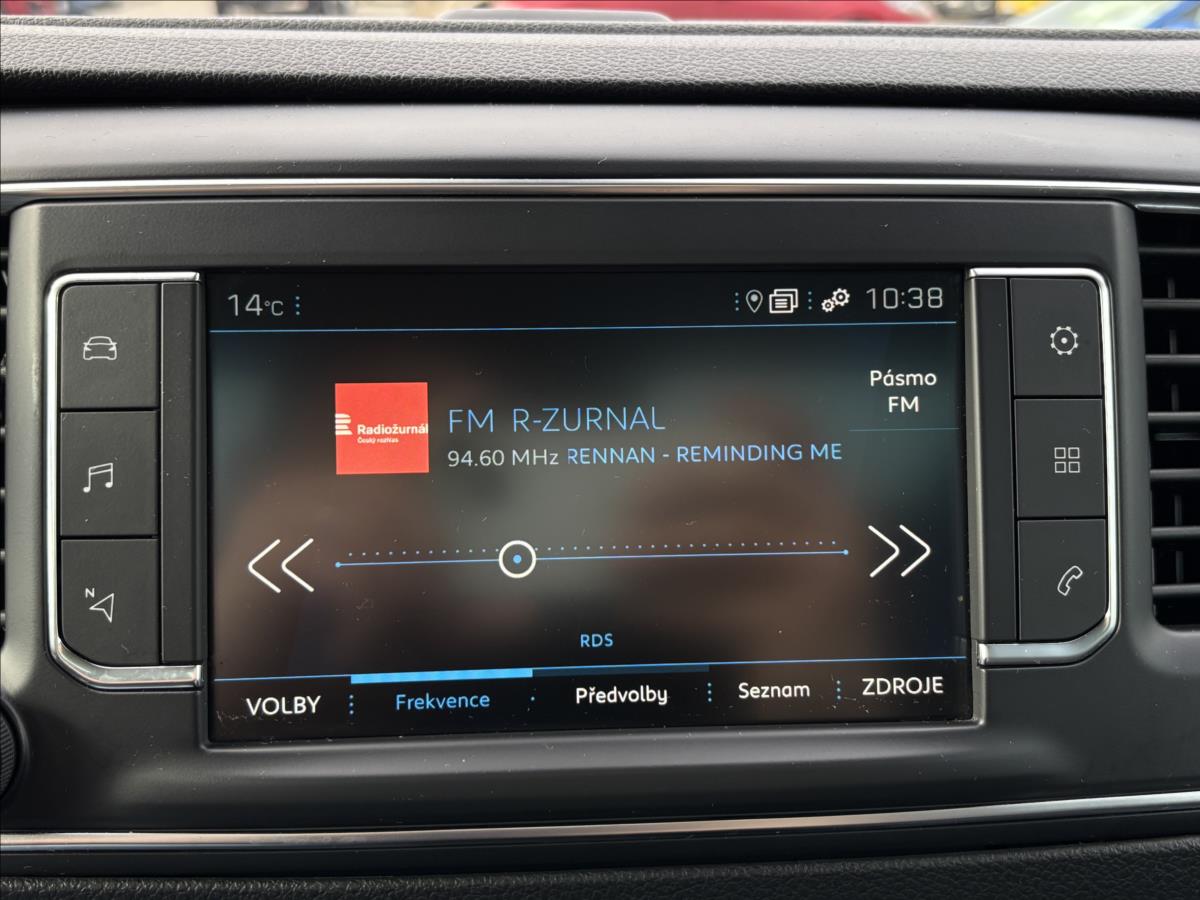 14°C
10:38
Pásmo
FM
Radiožurnál
Český rozhlas
FM R-ZURNAL
94.60 MHz RENNAN - REMINDING ME
N
RDS
VOLBY Frekvence Předvolby Seznam ZDROJE